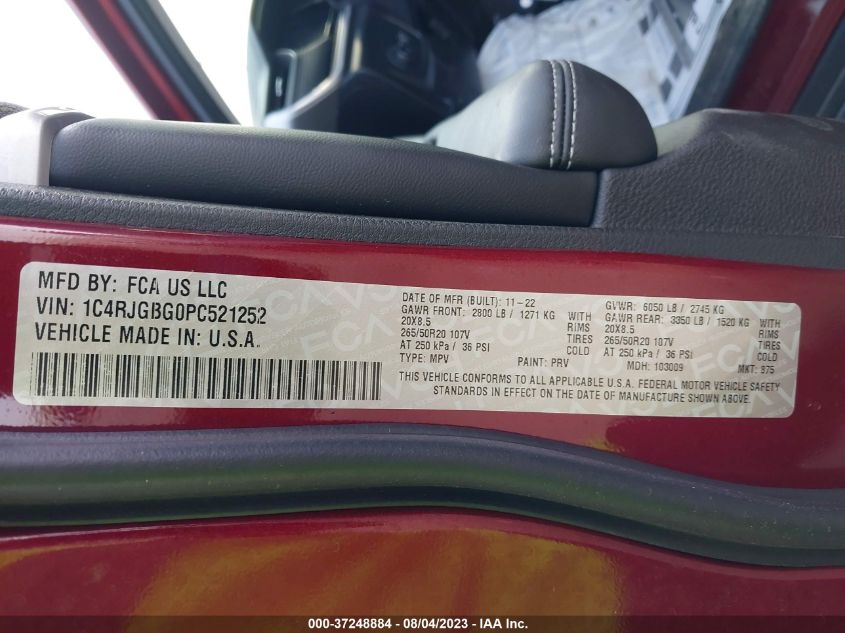 MFD BY: FCA US LLC
VIN: 1C4RJGBG0PC521252
VEHICLE MADE IN: U.S.A.
DATE OF MFR (BUILT): 11-22
GAWR FRONT: 2800 LB / 1271 KG WITH
20X8.5 RIMS
265/50R20 107V TIRES
AT 250 kPa / 36 PSI COLD
TYPE: MPV PAINT: PRV
GVWR: 6050 LB / 2745 KG
GAWR REAR: 3350 LB / 1520 KG WITH
20X8.5 RIMS
265/50R20 107V TIRES
AT 250 kPa / 36 PSI COLD
MDH: 103009 MKT: 975
THIS VEHICLE CONFORMS TO ALL APPLICABLE U.S.A. FEDERAL MOTOR VEHICLE SAFETY
STANDARDS IN EFFECT ON THE DATE OF MANUFACTURE SHOWN ABOVE.
000-37248884 - 08/04/2023 - IAA Inc.